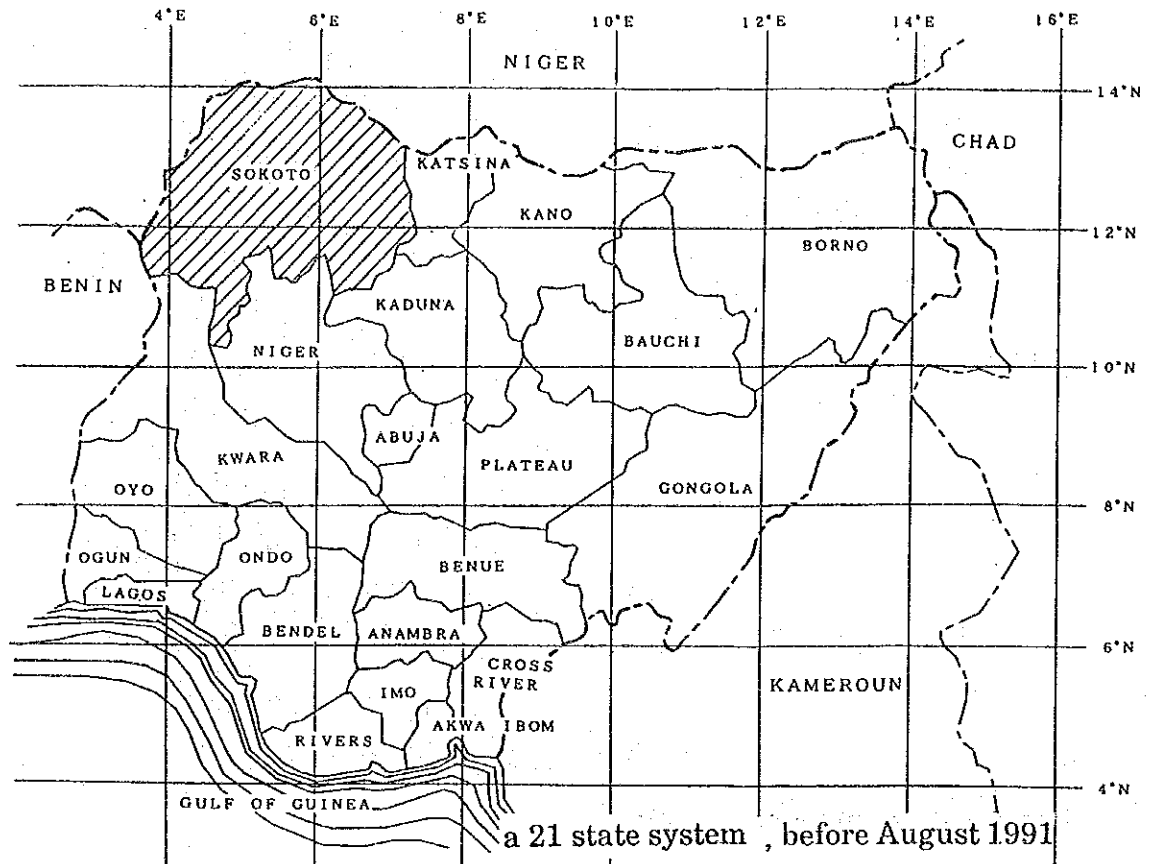 4°E 6°E 8°E 10°E 12°E 14°E 16°E
NIGER
14°N
CHAD
KATSINA
SOKOTO
KANO
12°N
BORNO
BENIN
KADUNA
BAUCHI
NIGER
10°N
ABUJA
KWARA
PLATEAU
OYO
GONGOLA
8°N
OGUN
ONDO
BENUE
LAGOS
BENDEL
ANAMBRA
6°N
CROSS
RIVER
IMO
KAMEROUN
AKWA IBOM
RIVERS
4°N
GULF OF GUINEA
a 21 state system , before August 1991